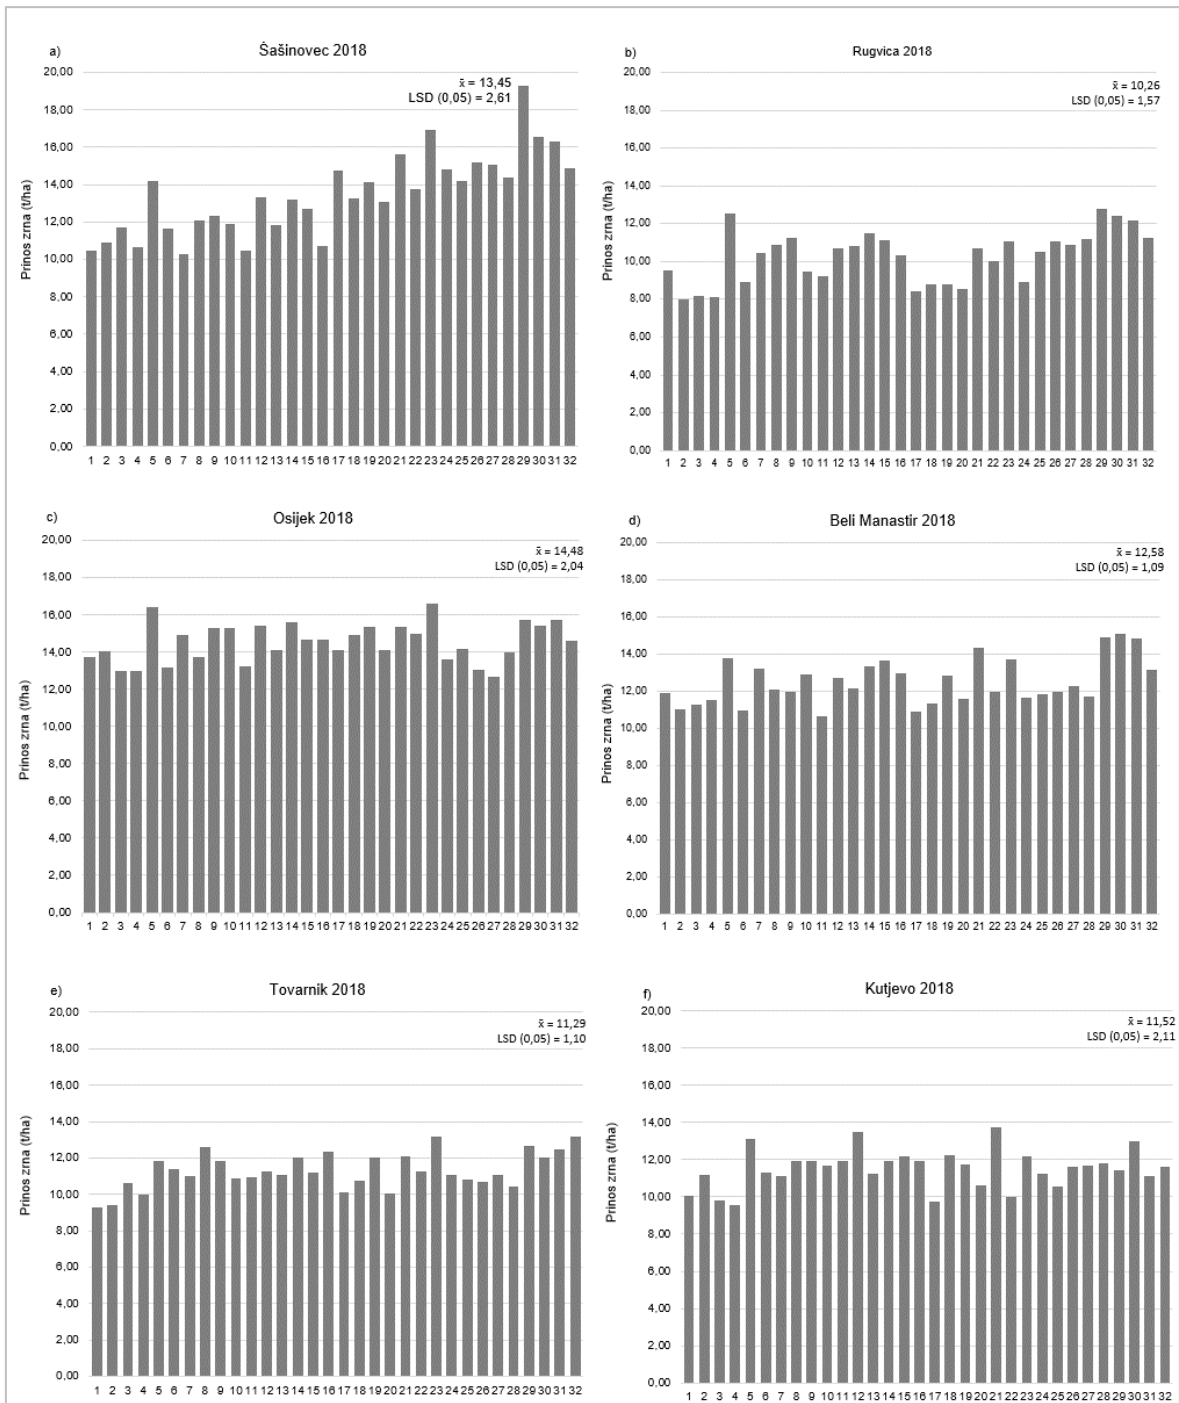 a)
Šašinovec 2018
x̄ = 13,45
LSD (0,05) = 2,61
Prinos zrna (t/ha)
20,00
18,00
16,00
14,00
12,00
10,00
8,00
6,00
4,00
2,00
0,00
1 2 3 4 5 6 7 8 9 10 11 12 13 14 15 16 17 18 19 20 21 22 23 24 25 26 27 28 29 30 31 32
b)
Rugvica 2018
x̄ = 10,26
LSD (0,05) = 1,57
Prinos zrna (t/ha)
20,00
18,00
16,00
14,00
12,00
10,00
8,00
6,00
4,00
2,00
0,00
1 2 3 4 5 6 7 8 9 10 11 12 13 14 15 16 17 18 19 20 21 22 23 24 25 26 27 28 29 30 31 32
c)
Osijek 2018
x̄ = 14,48
LSD (0,05) = 2,04
Prinos zrna (t/ha)
20,00
18,00
16,00
14,00
12,00
10,00
8,00
6,00
4,00
2,00
0,00
1 2 3 4 5 6 7 8 9 10 11 12 13 14 15 16 17 18 19 20 21 22 23 24 25 26 27 28 29 30 31 32
d)
Beli Manastir 2018
x̄ = 12,58
LSD (0,05) = 1,09
Prinos zrna (t/ha)
20,00
18,00
16,00
14,00
12,00
10,00
8,00
6,00
4,00
2,00
0,00
1 2 3 4 5 6 7 8 9 10 11 12 13 14 15 16 17 18 19 20 21 22 23 24 25 26 27 28 29 30 31 32
e)
Tovarnik 2018
x̄ = 11,29
LSD (0,05) = 1,10
Prinos zrna (t/ha)
20,00
18,00
16,00
14,00
12,00
10,00
8,00
6,00
4,00
2,00
0,00
1 2 3 4 5 6 7 8 9 10 11 12 13 14 15 16 17 18 19 20 21 22 23 24 25 26 27 28 29 30 31 32
f)
Kutjevo 2018
x̄ = 11,52
LSD (0,05) = 2,11
Prinos zrna (t/ha)
20,00
18,00
16,00
14,00
12,00
10,00
8,00
6,00
4,00
2,00
0,00
1 2 3 4 5 6 7 8 9 10 11 12 13 14 15 16 17 18 19 20 21 22 23 24 25 26 27 28 29 30 31 32